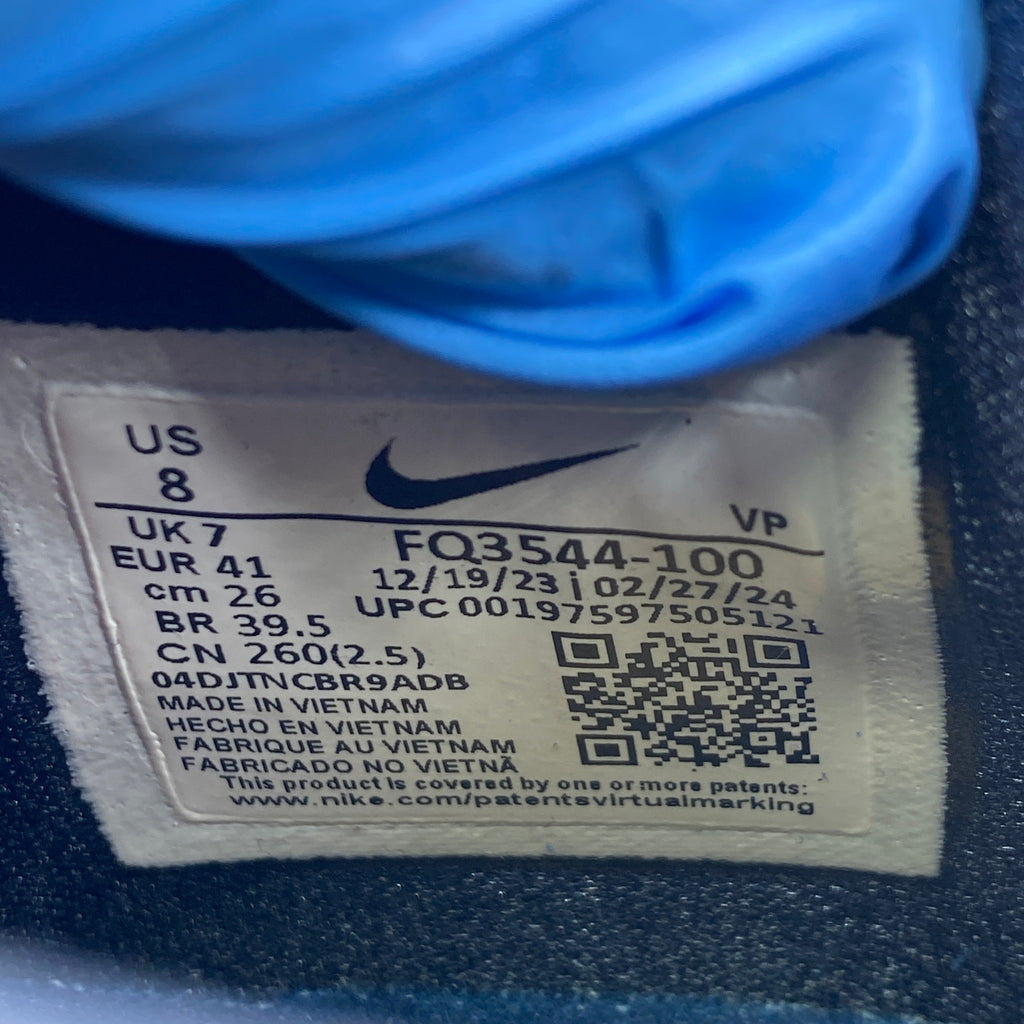 US
8
VP
UK 7
FQ3544-100
EUR 41
12/19/23 | 02/27/24
cm 26
UPC 00197597505121
BR 39.5
CN 260(2.5)
04DJTNCBR9ADB
MADE IN VIETNAM
HECHO EN VIETNAM
FABRIQUE AU VIETNAM
FABRICADO NO VIETNÃ
This product is covered by one or more patents:
www.nike.com/patentsvirtualmarking